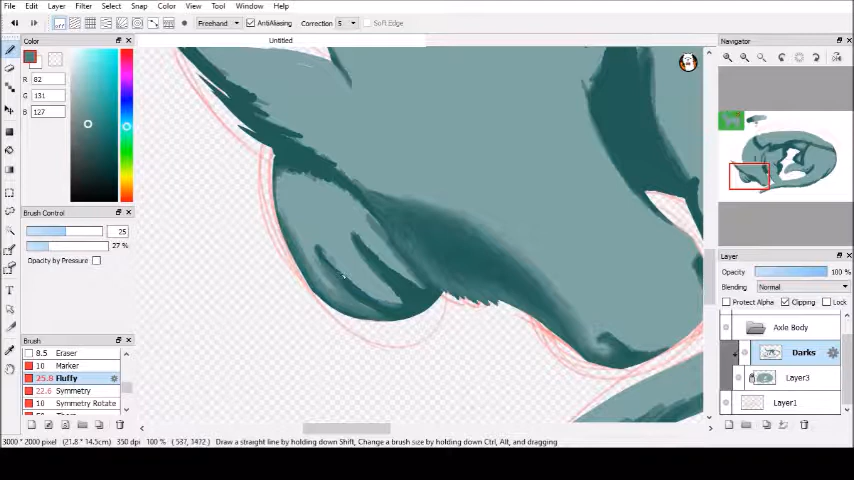 File Edit Layer Filter Select Snap Color View Tool Window Help
off Freehand AntiAliasing Correction 5 Soft Edge
Untitled
Color
R 82
G 131
B 127
Brush Control
25
27 %
Opacity by Pressure
Brush
8.5 Eraser
10 Marker
25.8 Fluffy
22.6 Symmetry
10 Symmetry Rotate
Navigator
Layer
Opacity 100 %
Blending Normal
Protect Alpha Clipping Lock
Axle Body
Darks
Layer3
Layer1
3000 * 2000 pixel (21.8 * 14.5cm) 350 dpi 100 % ( 537, 1472 ) Draw a straight line by holding down Shift, Change a brush size by holding down Ctrl, Alt, and dragging